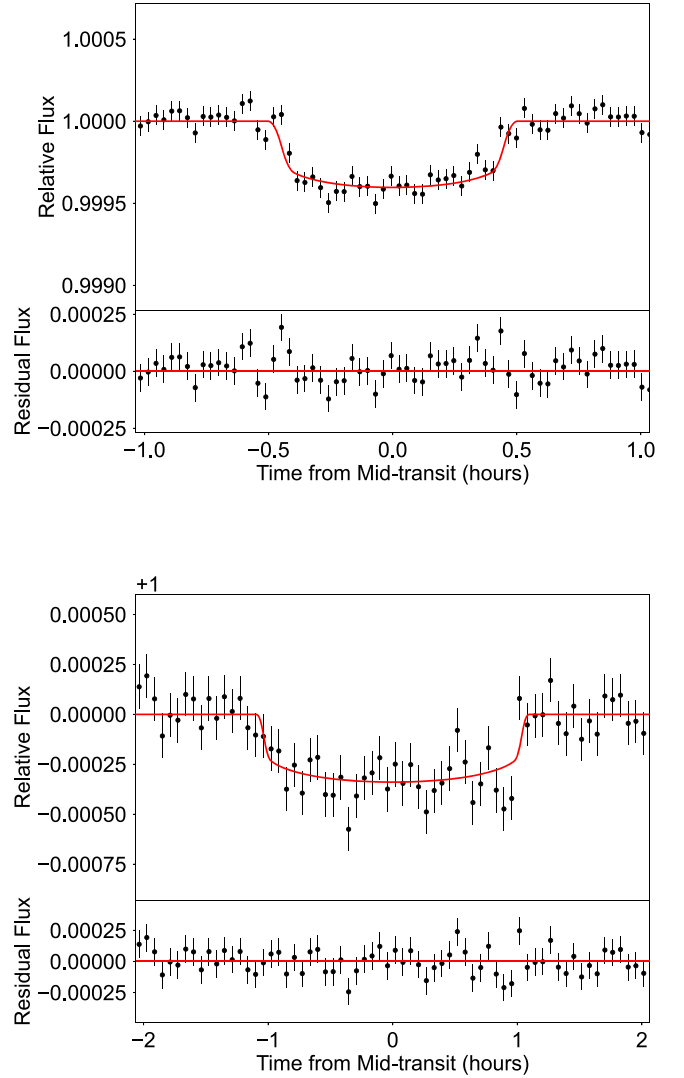 1.0005
1.0000
0.9995
0.9990
Relative Flux
0.00025
0.00000
−0.00025
Residual Flux
−1.0 −0.5 0.0 0.5 1.0
Time from Mid-transit (hours)
+1
0.00050
0.00025
0.00000
−0.00025
−0.00050
−0.00075
Relative Flux
0.00025
0.00000
−0.00025
Residual Flux
−2 −1 0 1 2
Time from Mid-transit (hours)